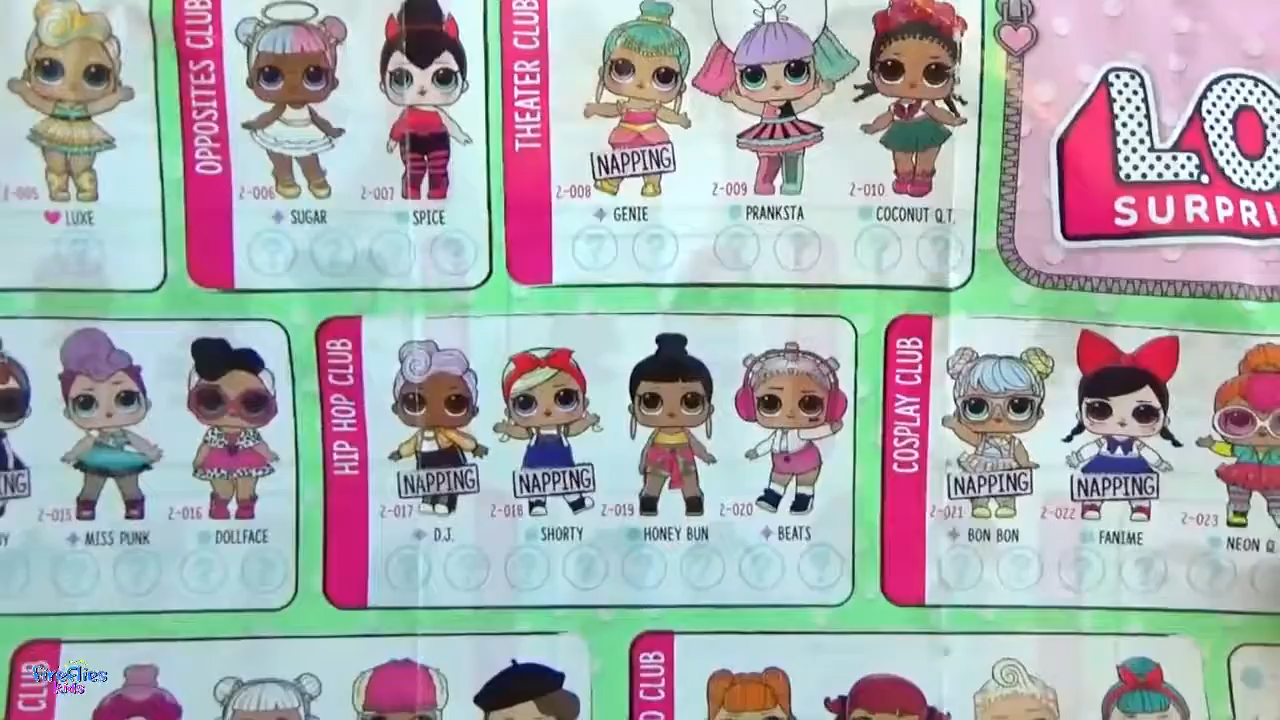 OPPOSITES CLUB
THEATER CLUB
L.O
SURPRI
NAPPING
2-005
2-006
2-007
2-008
2-009
2-010
LUXE
SUGAR
SPICE
GENIE
PRANKSTA
COCONUT Q.T.
HIP HOP CLUB
COSPLAY CLUB
NG
NAPPING
NAPPING
NAPPING
NAPPING
2-015
2-016
2-017
2-018
2-019
2-020
2-021
2-022
2-023
Y
MISS PUNK
DOLLFACE
D.J.
SHORTY
HONEY BUN
BEATS
BON BON
FANIME
NEON Q
CLUB
CLUB
Fireflies
kids